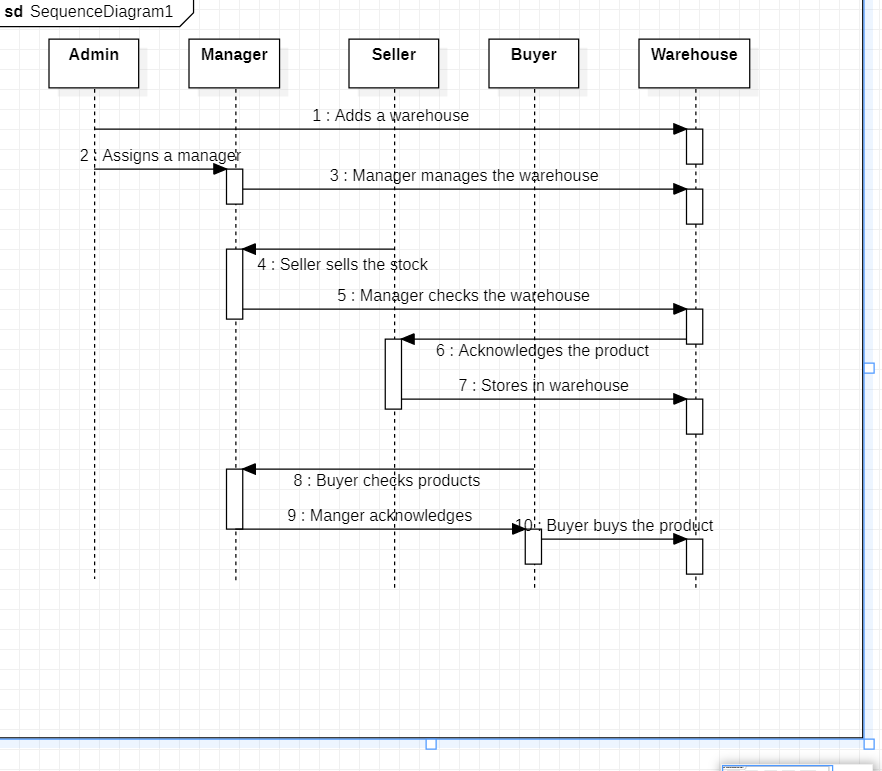 sd SequenceDiagram1
Admin
Manager
Seller
Buyer
Warehouse
1 : Adds a warehouse
2 : Assigns a manager
3 : Manager manages the warehouse
4 : Seller sells the stock
5 : Manager checks the warehouse
6 : Acknowledges the product
7 : Stores in warehouse
8 : Buyer checks products
9 : Manger acknowledges
10 : Buyer buys the product